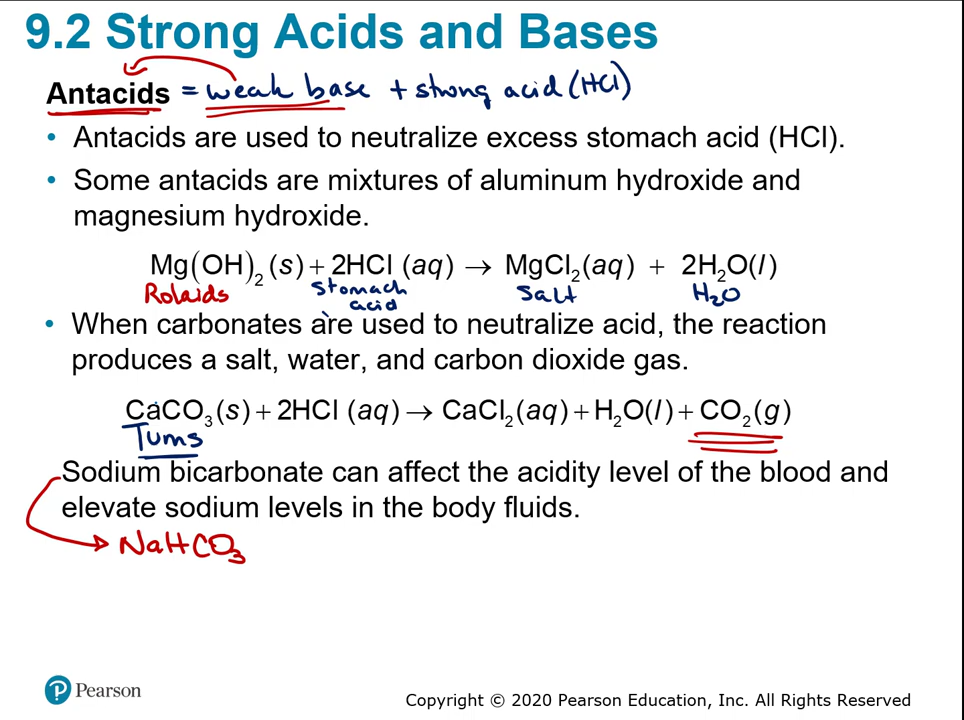 9.2 Strong Acids and Bases
Antacids = weak base + strong acid (HCl)
• Antacids are used to neutralize excess stomach acid (HCl).
• Some antacids are mixtures of aluminum hydroxide and
magnesium hydroxide.
Mg(OH)₂ (s) + 2HCl (aq) → MgCl₂(aq) + 2H₂O(l)
Rolaids stomach acid Salt H₂O
• When carbonates are used to neutralize acid, the reaction
produces a salt, water, and carbon dioxide gas.
CaCO₃(s) + 2HCl (aq) → CaCl₂(aq) + H₂O(l) + CO₂(g)
Tums
Sodium bicarbonate can affect the acidity level of the blood and
elevate sodium levels in the body fluids.
→ NaHCO₃
P Pearson
Copyright © 2020 Pearson Education, Inc. All Rights Reserved